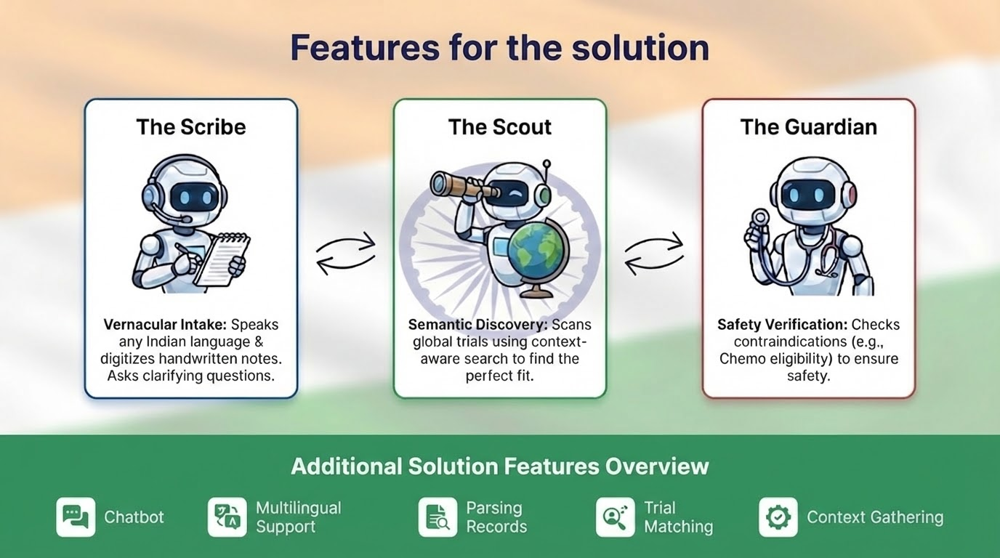 Features for the solution
The Scribe
Vernacular Intake: Speaks
any Indian language &
digitizes handwritten notes.
Asks clarifying questions.
The Scout
Semantic Discovery: Scans
global trials using context-
aware search to find the
perfect fit.
The Guardian
Safety Verification: Checks
contraindications (e.g.,
Chemo eligibility) to ensure
safety.
Additional Solution Features Overview
Chatbot
Multilingual
Support
Parsing
Records
Trial
Matching
Context Gathering